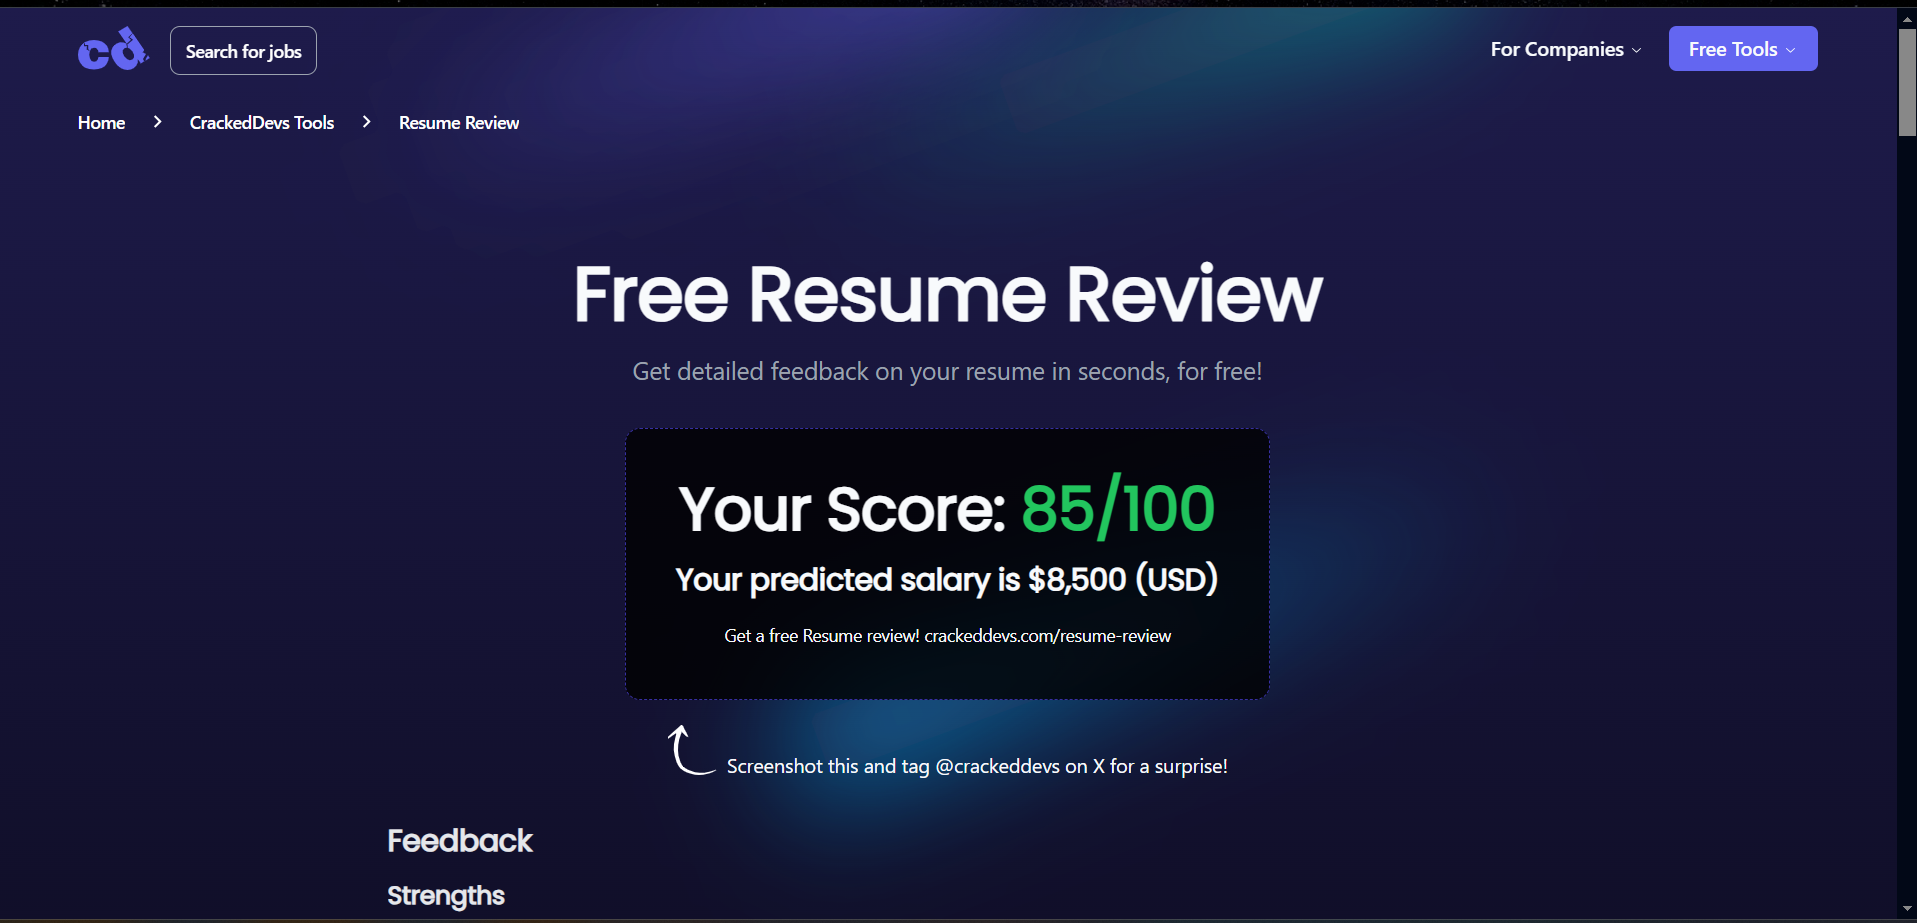 cd
Search for jobs
For Companies
Free Tools
Home
CrackedDevs Tools
Resume Review
Free Resume Review
Get detailed feedback on your resume in seconds, for free!
Your Score: 85/100
Your predicted salary is $8,500 (USD)
Get a free Resume review! crackeddevs.com/resume-review
Screenshot this and tag @crackeddevs on X for a surprise!
Feedback
Strengths